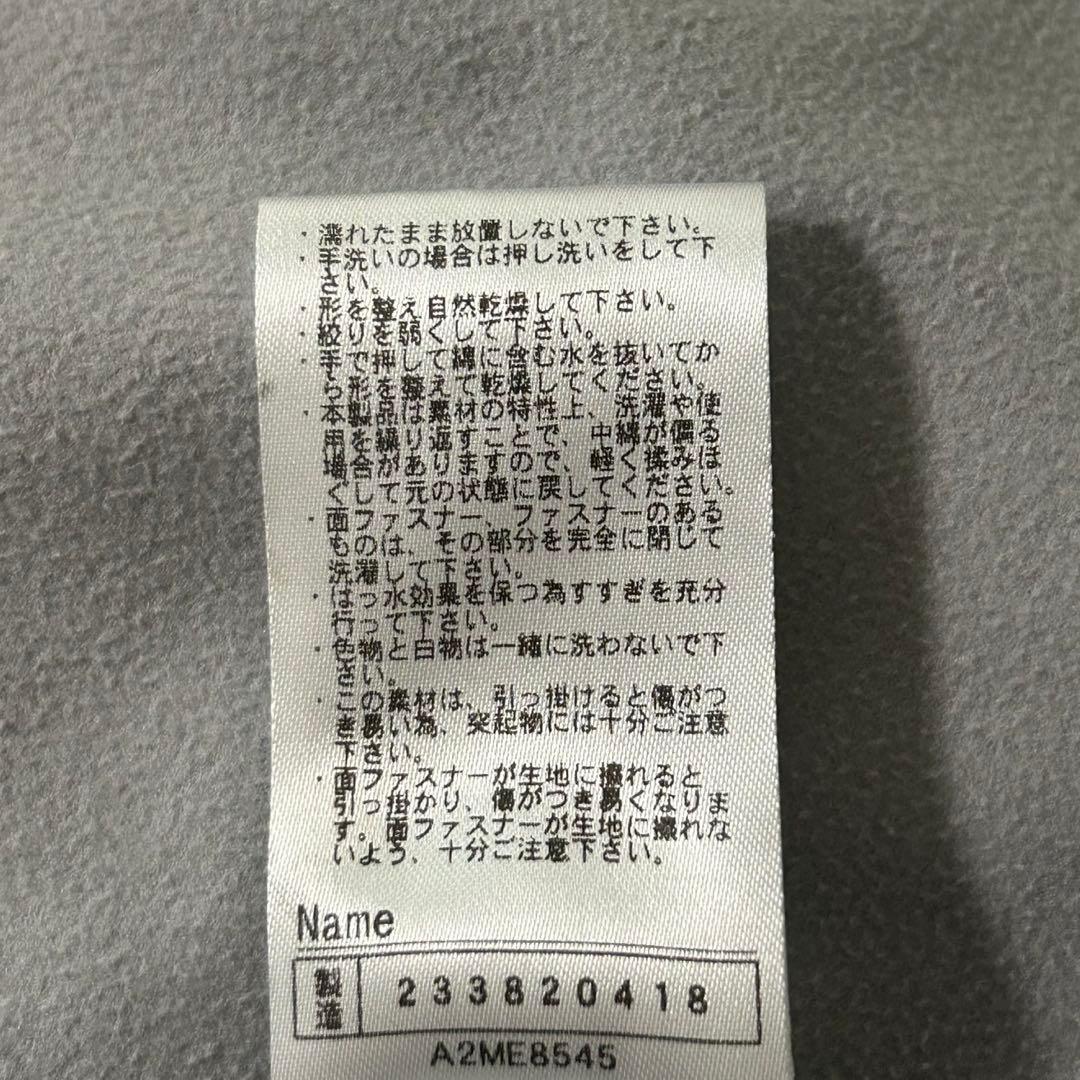 ・濡れたまま放置しないで下さい。
・手洗いの場合は押し洗いをして下
さい。
・形を整え自然乾燥して下さい。
・絞りを弱くして下さい。
・手で押して綿に含む水を抜いてか
ら形を整えて乾燥してください。
・本製品は素材の特性上、洗濯や使
用を繰り返すことで、中綿が偏る
場合がありますので、軽く揉みほ
ぐして元の状態に戻してください。
・面ファスナー、ファスナーのある
ものは、その部分を完全に閉じて
洗濯して下さい。
・はっ水効果を保つ為すすぎを充分
行って下さい。
・色物と白物は一緒に洗わないで下
さい。
・この素材は、引っ掛けると傷がつ
き易い為、突起物には十分ご注意
下さい。
・面ファスナーが生地に擦れると
引っ掛かり、傷がつき易くなりま
す。面ファスナーが生地に擦れな
いよう、十分ご注意下さい。
Name
製造 233820418
A2ME8545